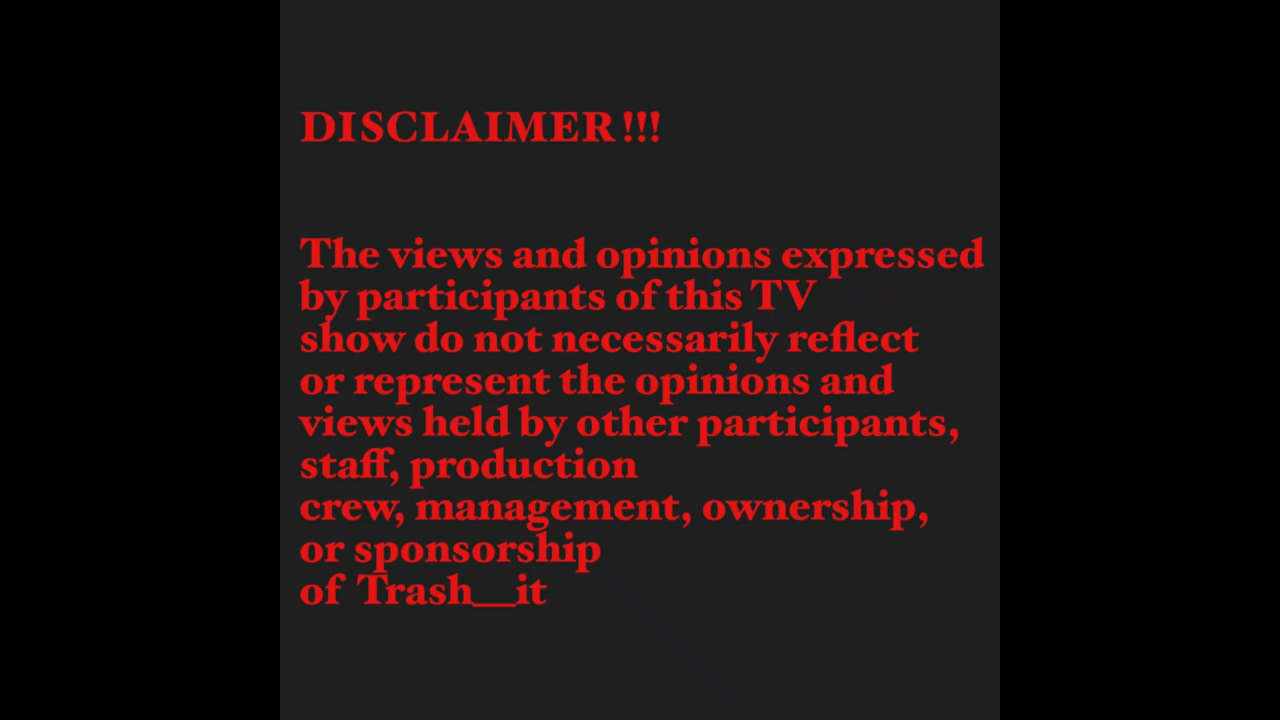 DISCLAIMER!!!
The views and opinions expressed
by participants of this TV
show do not necessarily reflect
or represent the opinions and
views held by other participants,
staff, production
crew, management, ownership,
or sponsorship
of Trash__it